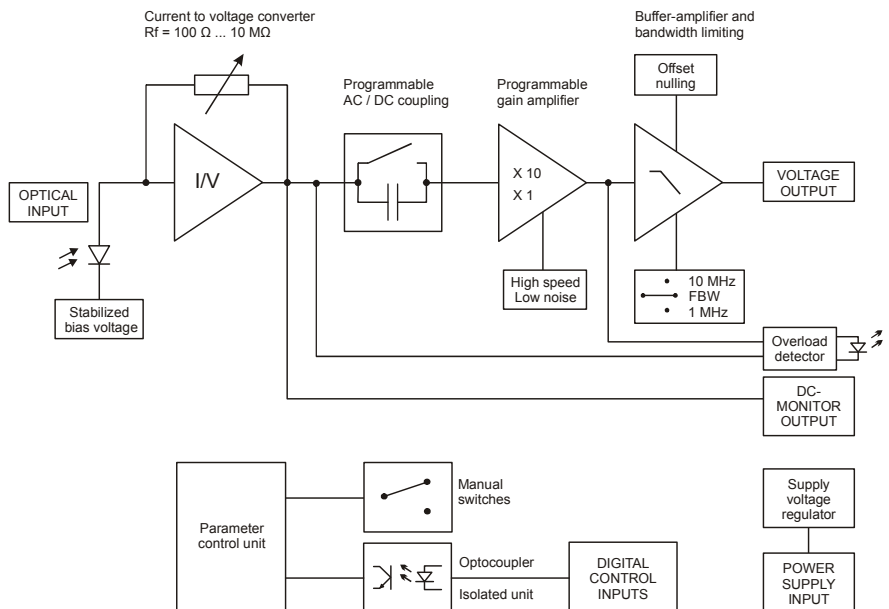 Current to voltage converter
Rf = 100 Ω ... 10 MΩ
Buffer-amplifier and
bandwidth limiting
Programmable
AC / DC coupling
Programmable
gain amplifier
Offset
nulling
I/V
X 10
X 1
OPTICAL
INPUT
VOLTAGE
OUTPUT
Stabilized
bias voltage
High speed
Low noise
10 MHz
FBW
1 MHz
Overload
detector
DC-
MONITOR
OUTPUT
Parameter
control unit
Manual
switches
Supply
voltage
regulator
Optocoupler
Isolated unit
DIGITAL
CONTROL
INPUTS
POWER
SUPPLY
INPUT